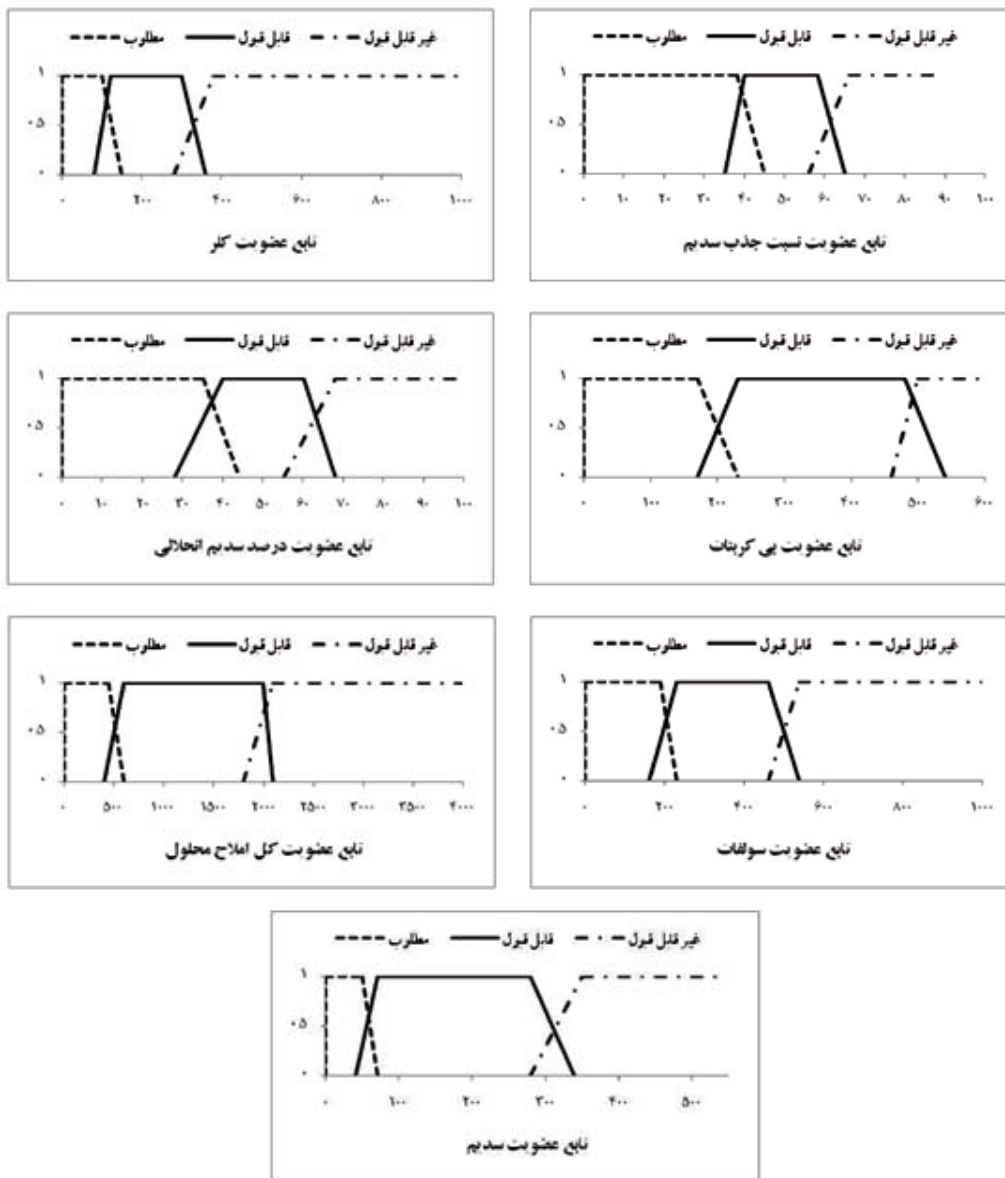 مطلوب قابل قبول غیر قابل قبول
۱
۰.۵
۰
۰ ۲۰۰ ۴۰۰ ۶۰۰ ۸۰۰ ۱۰۰۰
تابع عضویت کلر
مطلوب قابل قبول غیر قابل قبول
۱
۰.۵
۰
۰ ۱۰ ۲۰ ۳۰ ۴۰ ۵۰ ۶۰ ۷۰ ۸۰ ۹۰ ۱۰۰
تابع عضویت نسبت جذب سدیم
مطلوب قابل قبول غیر قابل قبول
۱
۰.۵
۰
۰ ۱۰ ۲۰ ۳۰ ۴۰ ۵۰ ۶۰ ۷۰ ۸۰ ۹۰ ۱۰۰
تابع عضویت درصد سدیم انحلالی
مطلوب قابل قبول غیر قابل قبول
۱
۰.۵
۰
۰ ۱۰۰ ۲۰۰ ۳۰۰ ۴۰۰ ۵۰۰ ۶۰۰
تابع عضویت بی کربنات
مطلوب قابل قبول غیر قابل قبول
۱
۰.۵
۰
۰ ۵۰۰ ۱۰۰۰ ۱۵۰۰ ۲۰۰۰ ۲۵۰۰ ۳۰۰۰ ۳۵۰۰ ۴۰۰۰
تابع عضویت کل املاح محلول
مطلوب قابل قبول غیر قابل قبول
۱
۰.۵
۰
۰ ۲۰۰ ۴۰۰ ۶۰۰ ۸۰۰ ۱۰۰۰
تابع عضویت سولفات
مطلوب قابل قبول غیر قابل قبول
۱
۰.۵
۰
۰ ۱۰۰ ۲۰۰ ۳۰۰ ۴۰۰ ۵۰۰
تابع عضویت سدیم